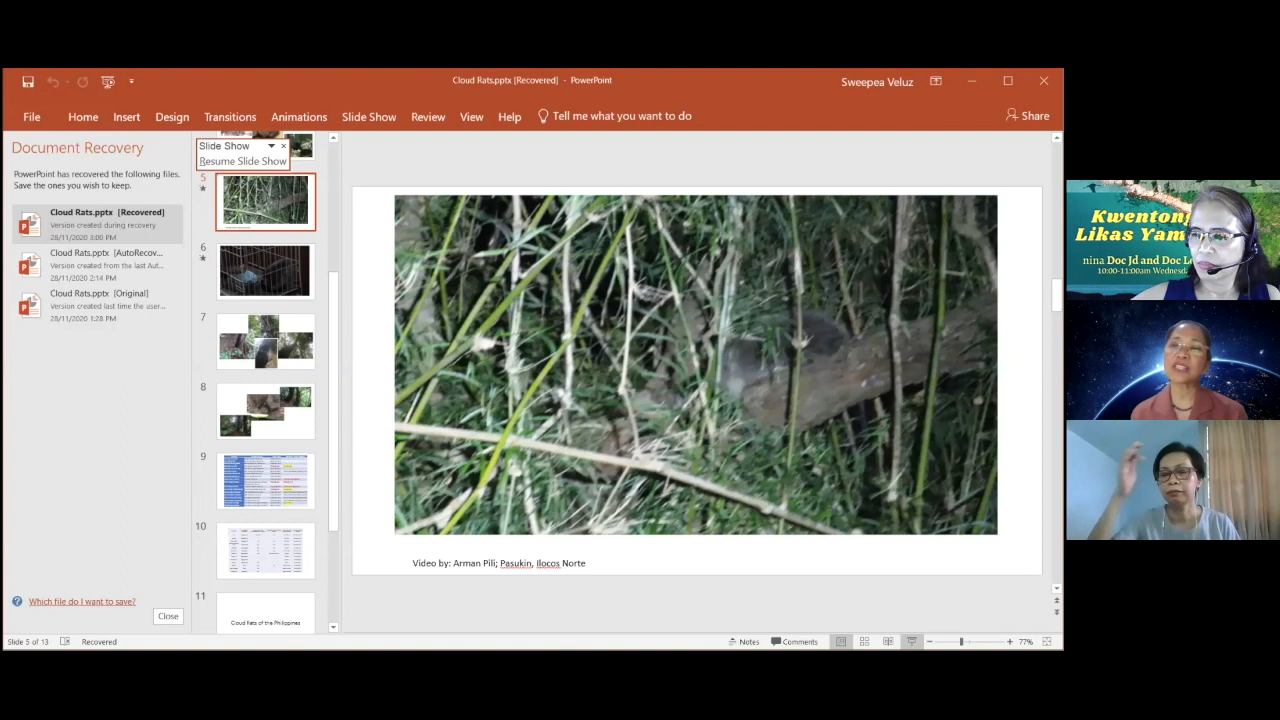 Cloud Rats.pptx [Recovered] - PowerPoint
Sweepea Veluz
File Home Insert Design Transitions Animations Slide Show Review View Help Tell me what you want to do
Share
Document Recovery
PowerPoint has recovered the following files.
Save the ones you wish to keep.
Cloud Rats.pptx [Recovered]
Version created during recovery
28/11/2020 3:00 PM
Cloud Rats.pptx [AutoRecov...
Version created from the last Aut...
28/11/2020 2:14 PM
Cloud Rats.pptx [Original]
Version created last time the user...
28/11/2020 1:28 PM
Which file do I want to save?
Close
Slide Show
Resume Slide Show
5
6
7
8
9
10
11
Cloud Rats of the Philippines
Video by: Arman Pili; Pasukin, Ilocos Norte
Kwentong
Likas Yam
nina Doc Jd and Doc L
10:00-11:00am Wednesda
Slide 5 of 13
Recovered
Notes
Comments
77%